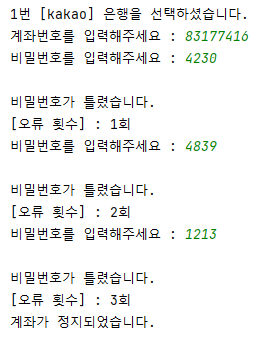 1번 [kakao] 은행을 선택하셨습니다.
계좌번호를 입력해주세요 : 83177416
비밀번호를 입력해주세요 : 4230
비밀번호가 틀렸습니다.
[오류 횟수] : 1회
비밀번호를 입력해주세요 : 4839
비밀번호가 틀렸습니다.
[오류 횟수] : 2회
비밀번호를 입력해주세요 : 1213
비밀번호가 틀렸습니다.
[오류 횟수] : 3회
계좌가 정지되었습니다.